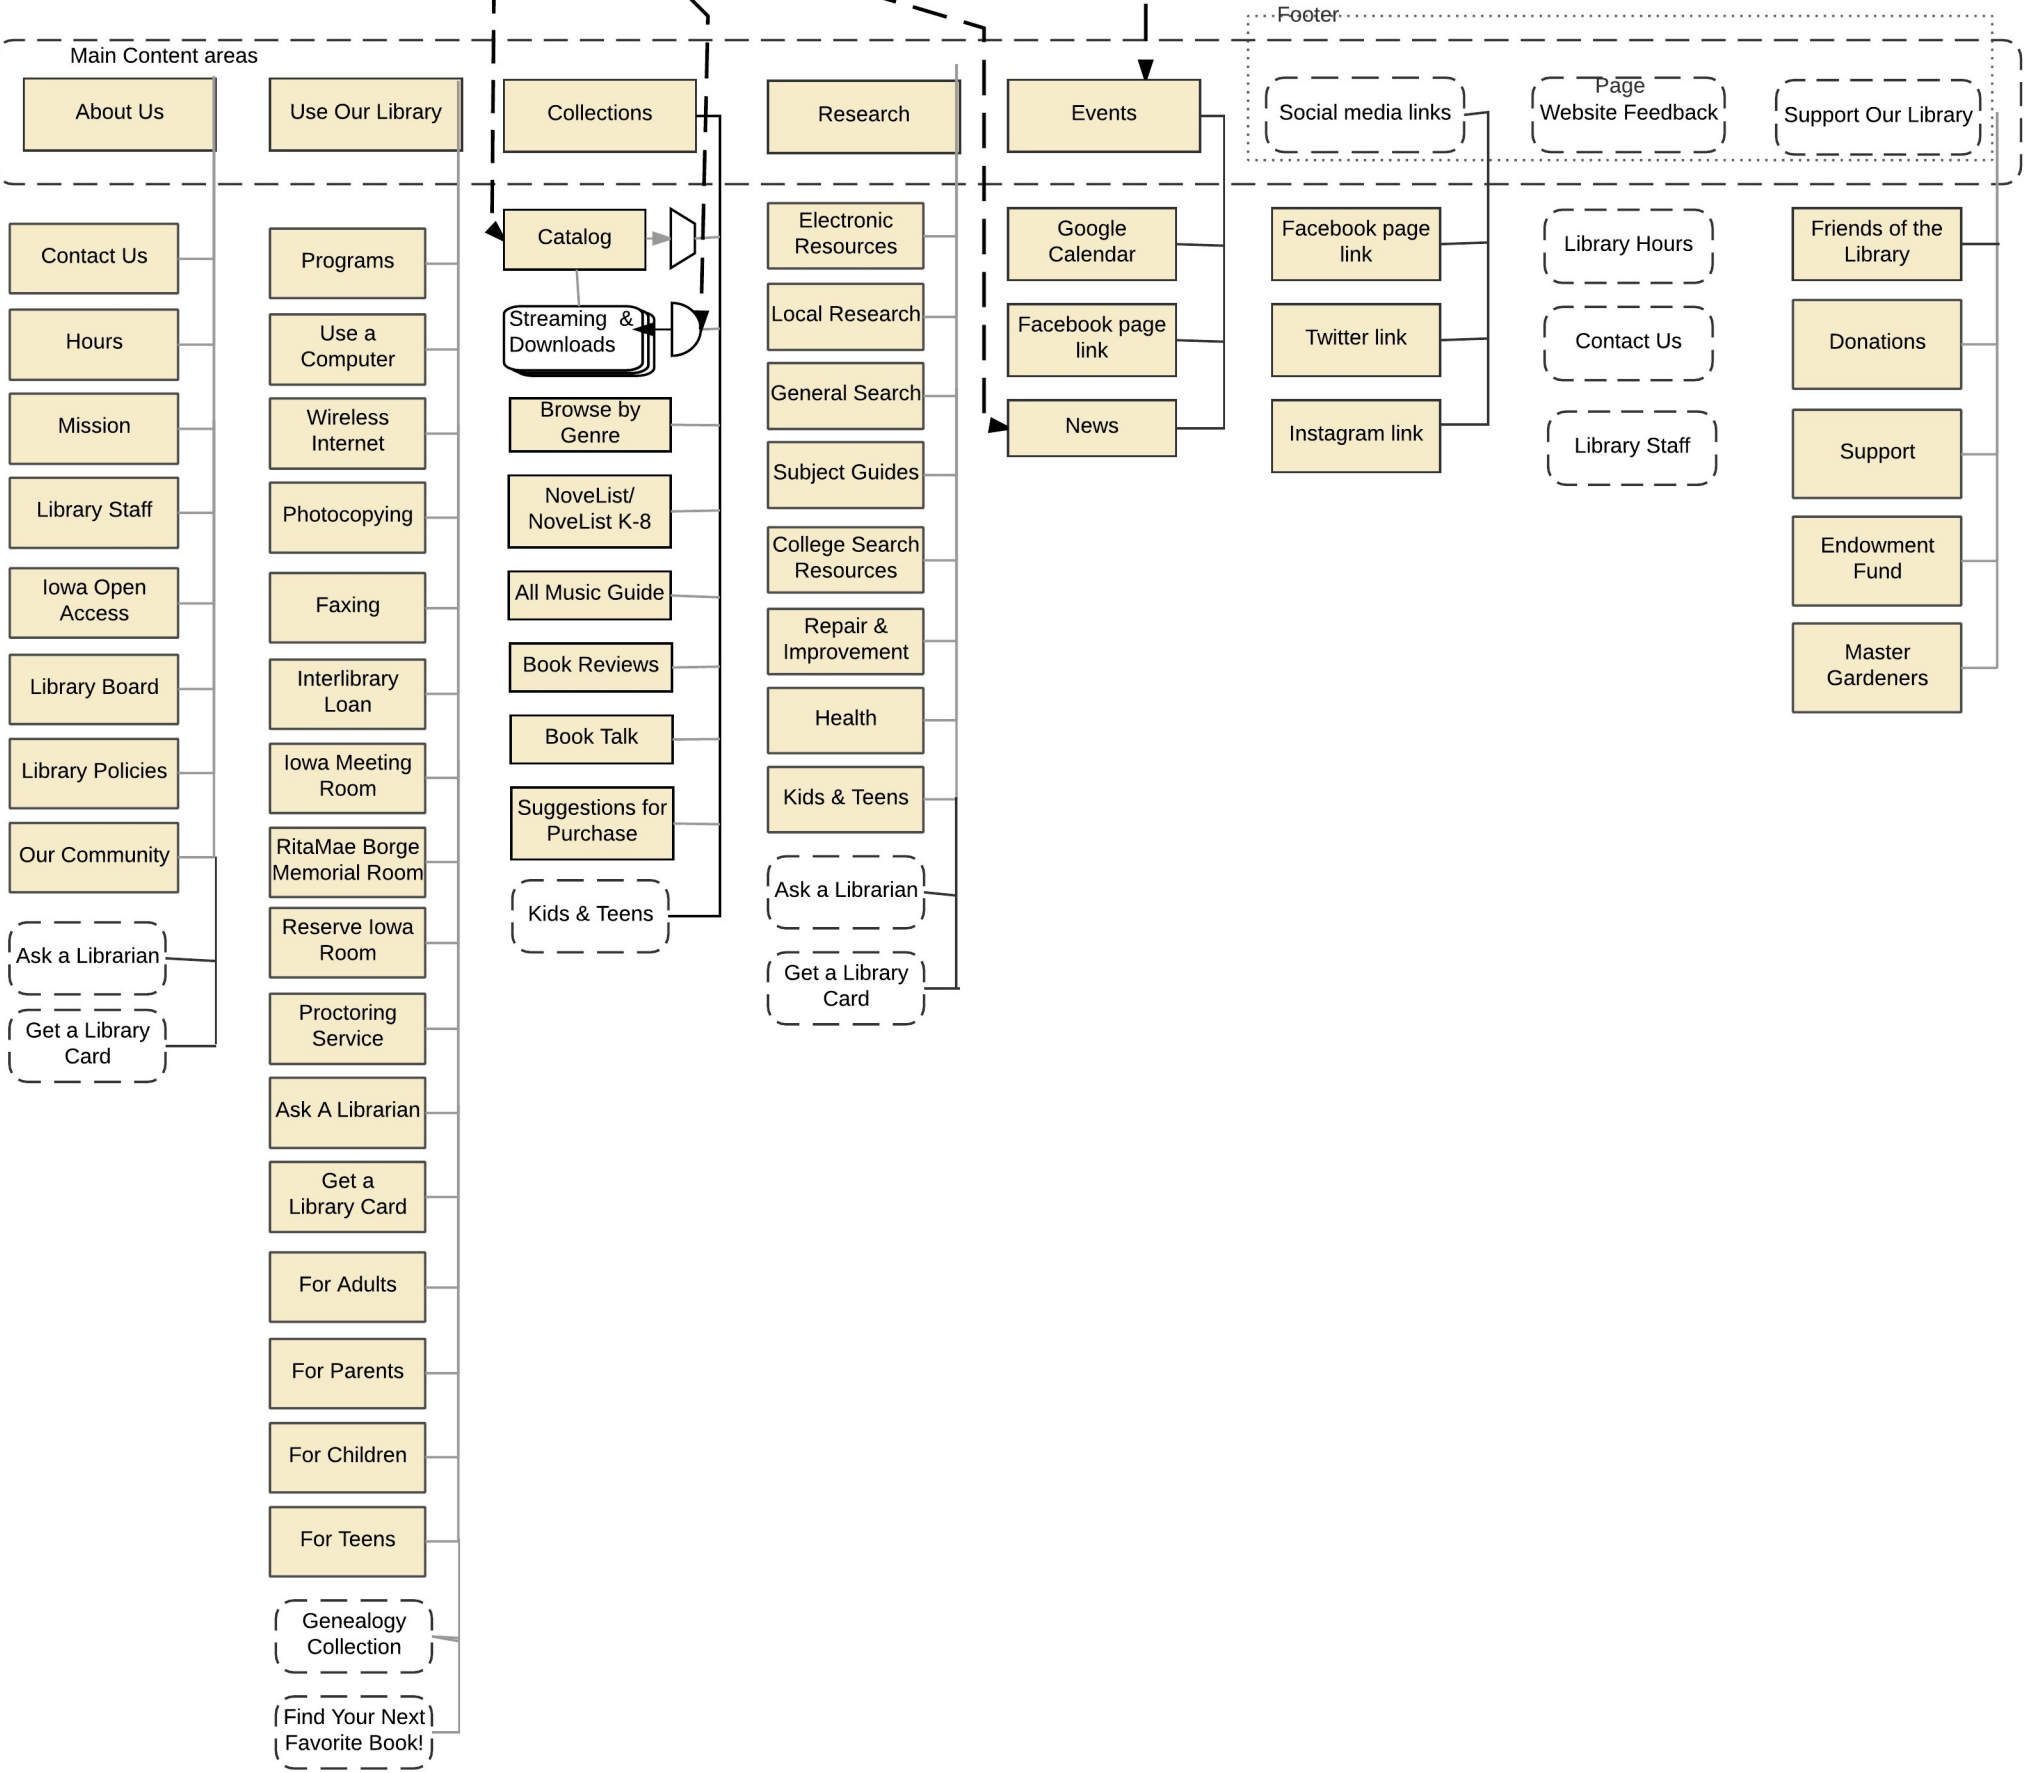 Footer
Main Content areas
About Us
Use Our Library
Collections
Research
Events
Social media links
Page
Website Feedback
Support Our Library
Contact Us
Hours
Mission
Library Staff
Iowa Open
Access
Library Board
Library Policies
Our Community
Ask a Librarian
Get a Library
Card
Programs
Use a
Computer
Wireless
Internet
Photocopying
Faxing
Interlibrary
Loan
Iowa Meeting
Room
RitaMae Borge
Memorial Room
Reserve Iowa
Room
Proctoring
Service
Ask A Librarian
Get a
Library Card
For Adults
For Parents
For Children
For Teens
Genealogy
Collection
Find Your Next
Favorite Book!
Catalog
Streaming &
Downloads
Browse by
Genre
NoveList/
NoveList K-8
All Music Guide
Book Reviews
Book Talk
Suggestions for
Purchase
Kids & Teens
Electronic
Resources
Local Research
General Search
Subject Guides
College Search
Resources
Repair &
Improvement
Health
Kids & Teens
Ask a Librarian
Get a Library
Card
Google
Calendar
Facebook page
link
News
Facebook page
link
Twitter link
Instagram link
Library Hours
Contact Us
Library Staff
Friends of the
Library
Donations
Support
Endowment
Fund
Master
Gardeners